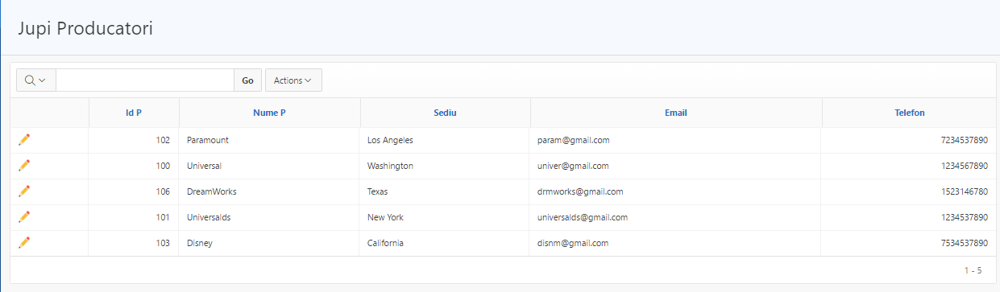 Jupi Producatori
Go Actions
Id P Nume P Sediu Email Telefon
102 Paramount Los Angeles param@gmail.com 7234537890
100 Universal Washington univer@gmail.com 1234567890
106 DreamWorks Texas drmworks@gmail.com 1523146780
101 Universalds New York universalds@gmail.com 1234537890
103 Disney California disnm@gmail.com 7534537890
1 - 5